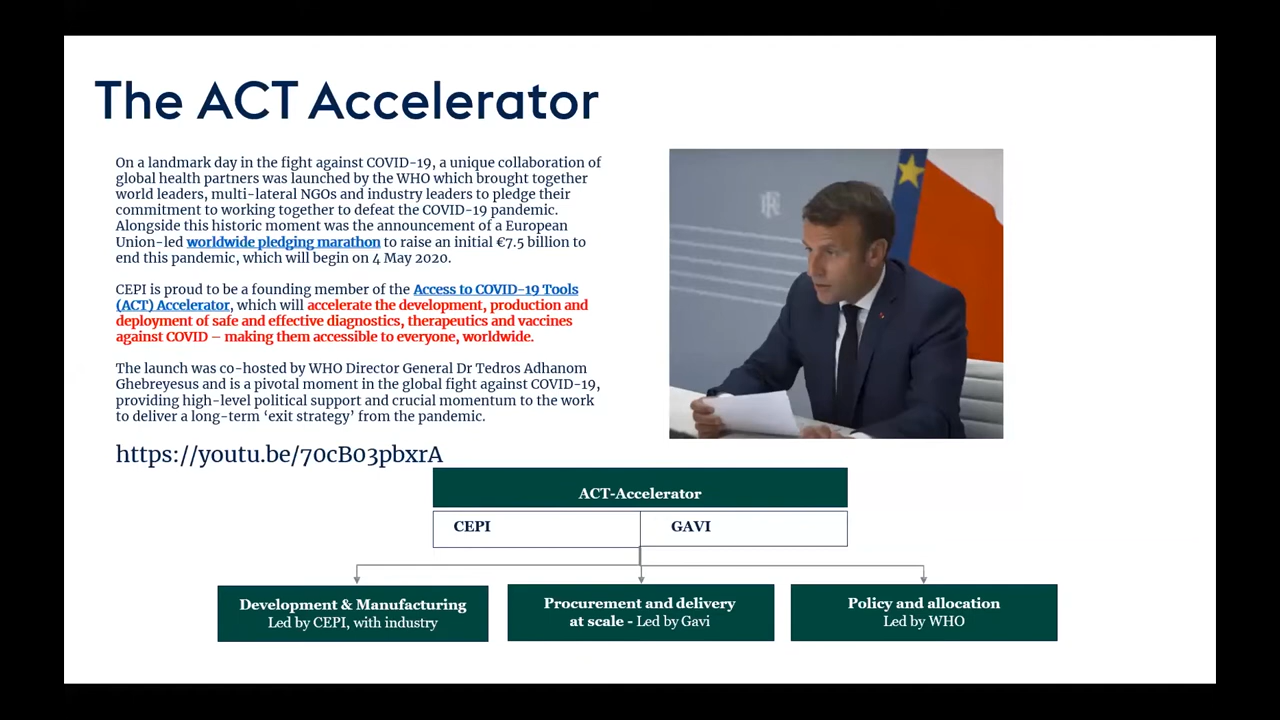 The ACT Accelerator
On a landmark day in the fight against COVID-19, a unique collaboration of
global health partners was launched by the WHO which brought together
world leaders, multi-lateral NGOs and industry leaders to pledge their
commitment to working together to defeat the COVID-19 pandemic.
Alongside this historic moment was the announcement of a European
Union-led worldwide pledging marathon to raise an initial €7.5 billion to
end this pandemic, which will begin on 4 May 2020.
CEPI is proud to be a founding member of the Access to COVID-19 Tools
(ACT) Accelerator, which will accelerate the development, production and
deployment of safe and effective diagnostics, therapeutics and vaccines
against COVID – making them accessible to everyone, worldwide.
The launch was co-hosted by WHO Director General Dr Tedros Adhanom
Ghebreyesus and is a pivotal moment in the global fight against COVID-19,
providing high-level political support and crucial momentum to the work
to deliver a long-term ‘exit strategy’ from the pandemic.
https://youtu.be/70cB03pbxrA
ACT-Accelerator
CEPI
GAVI
Development & Manufacturing
Led by CEPI, with industry
Procurement and delivery
at scale - Led by Gavi
Policy and allocation
Led by WHO